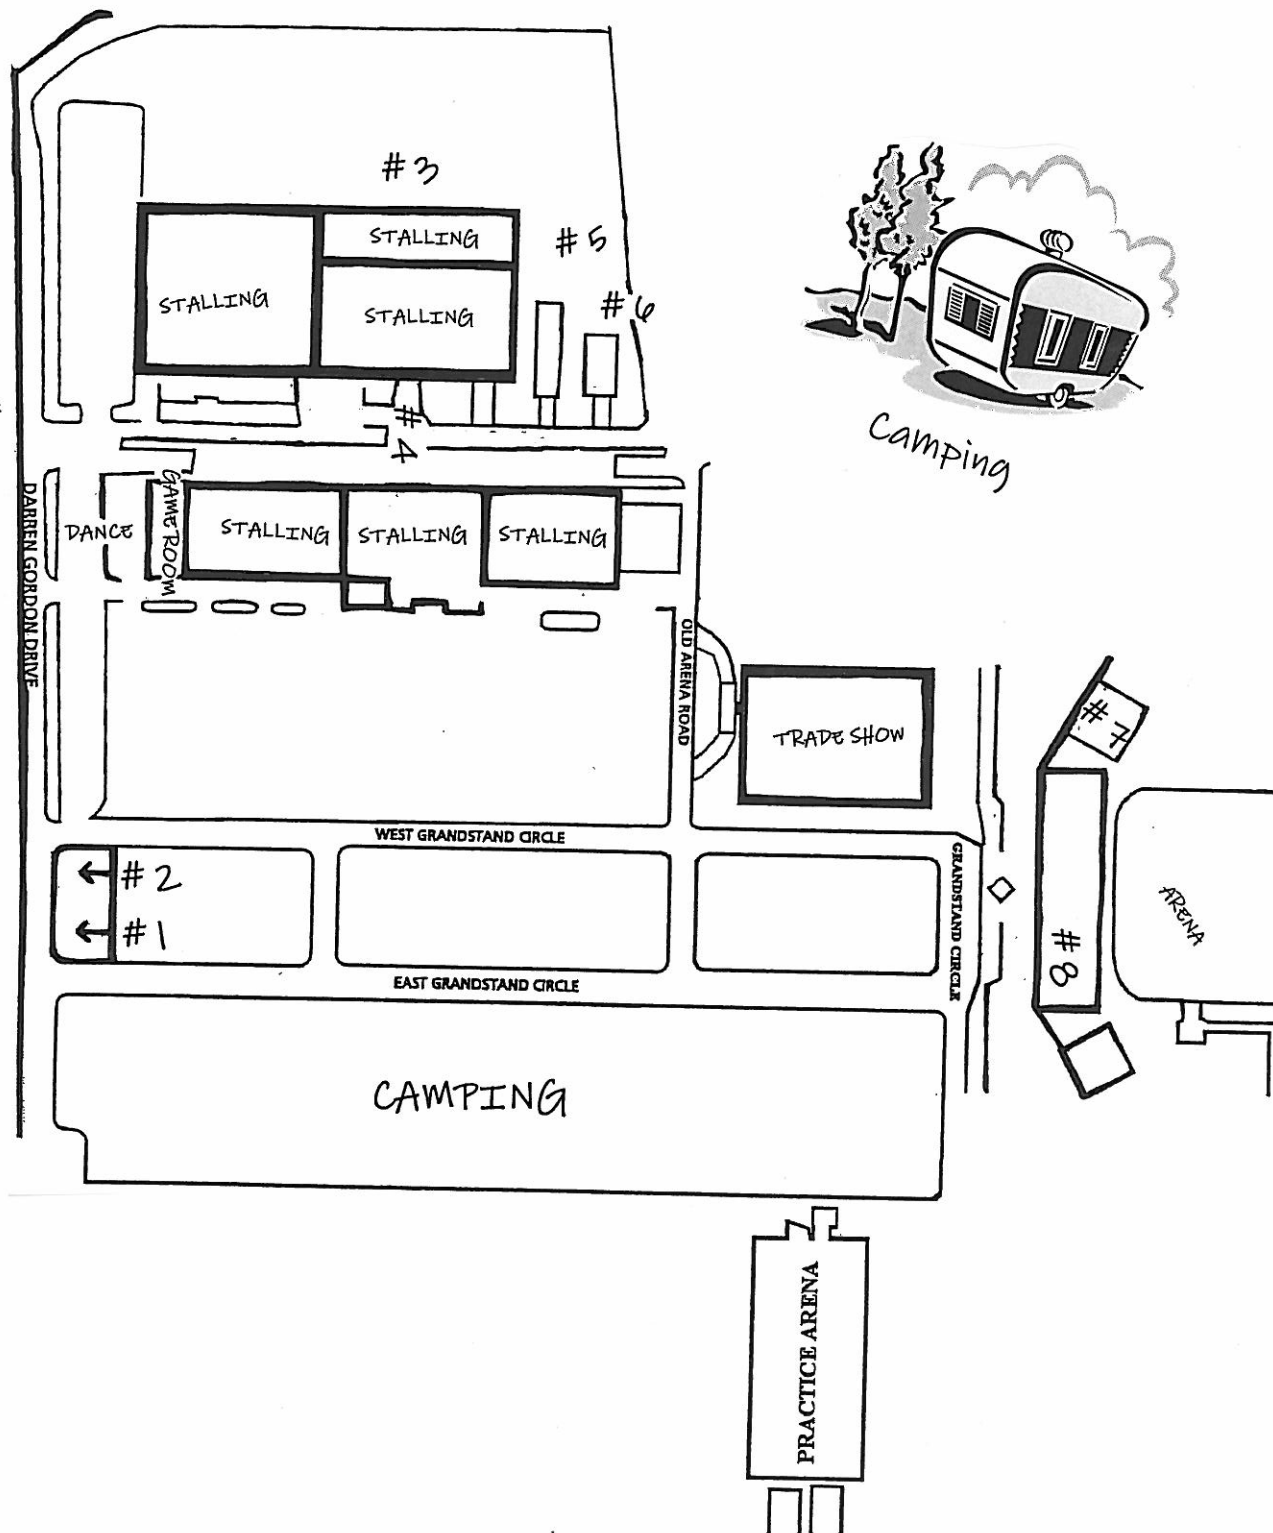 #3
STALLING
#5
STALLING
STALLING
#6
#
4
Camping
DARREN GORDON DRIVE
DANCE
GAME ROOM
STALLING
STALLING
STALLING
OLD ARENA ROAD
TRADE SHOW
#7
WEST GRANDSTAND CIRCLE
#2
#1
GRANDSTAND CIRCLE
#8
ARENA
EAST GRANDSTAND CIRCLE
CAMPING
PRACTICE ARENA